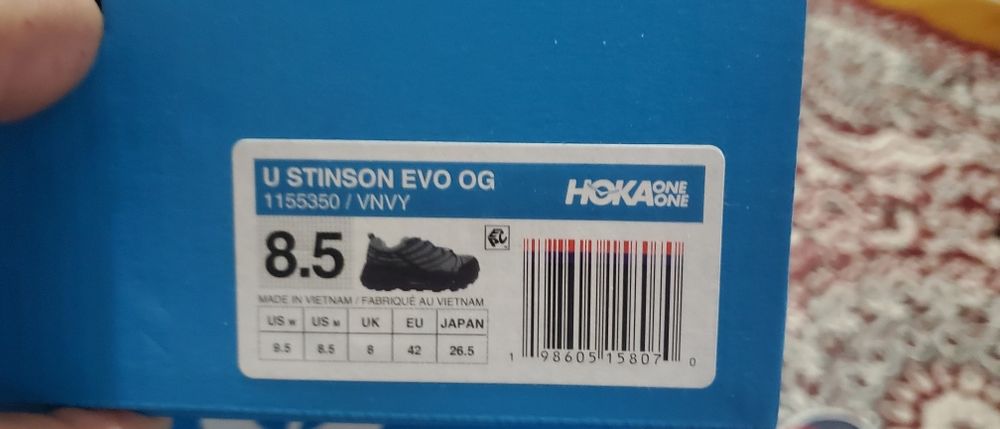 U STINSON EVO OG
1155350 / VNVY
HOKA ONE ONE
8.5
MADE IN VIETNAM / FABRIQUÉ AU VIETNAM
US W US M UK EU JAPAN
9.5 8.5 8 42 26.5
1 98605 15807 0